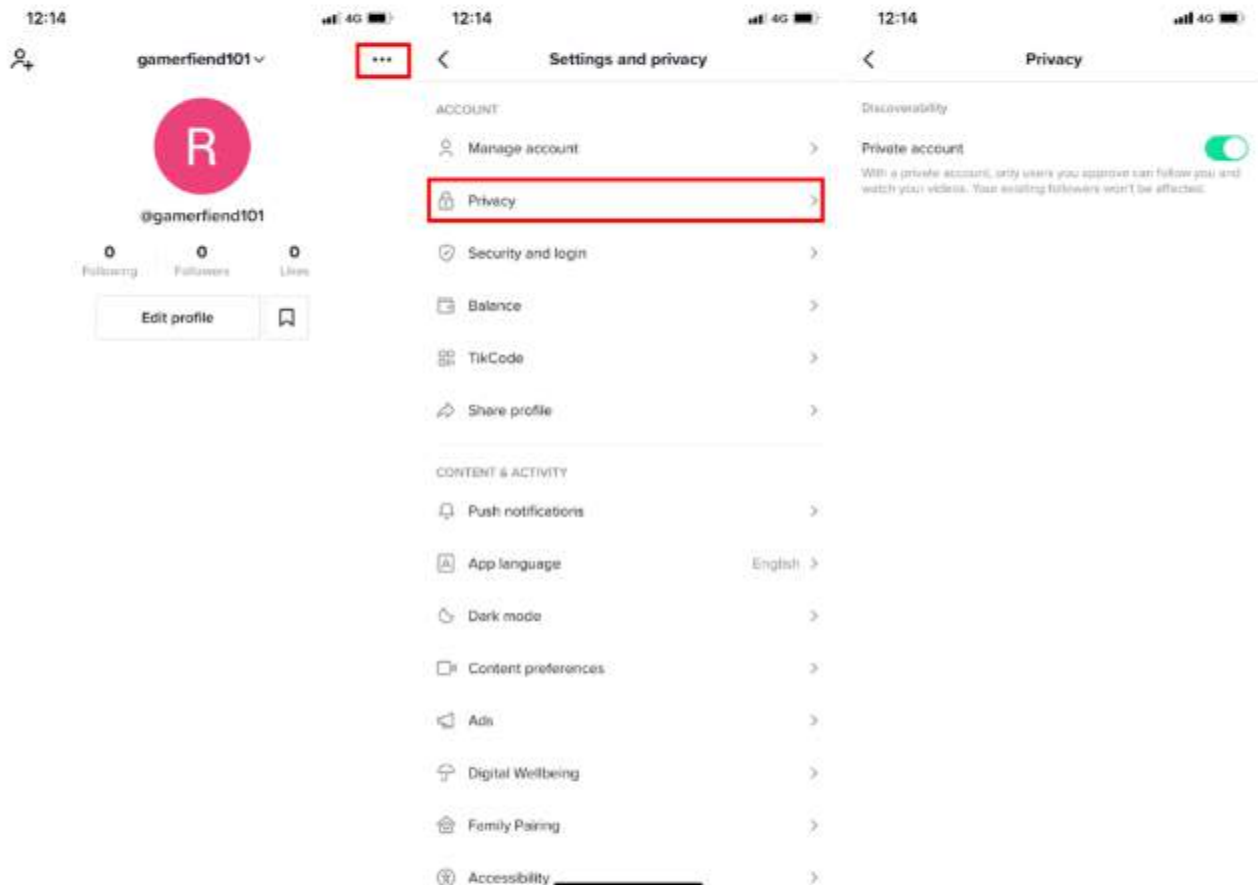 12:14
4G
gamerfiend101
R
@gamerfiend101
0 0 0
Following Followers Likes
Edit profile
12:14
4G
Settings and privacy
ACCOUNT
Manage account
Privacy
Security and login
Balance
TikCode
Share profile
CONTENT & ACTIVITY
Push notifications
App language English
Dark mode
Content preferences
Ads
Digital Wellbeing
Family Pairing
Accessibility
12:14
4G
Privacy
Discoverability
Private account
With a private account, only users you approve can follow you and
watch your videos. Your existing followers won't be affected.